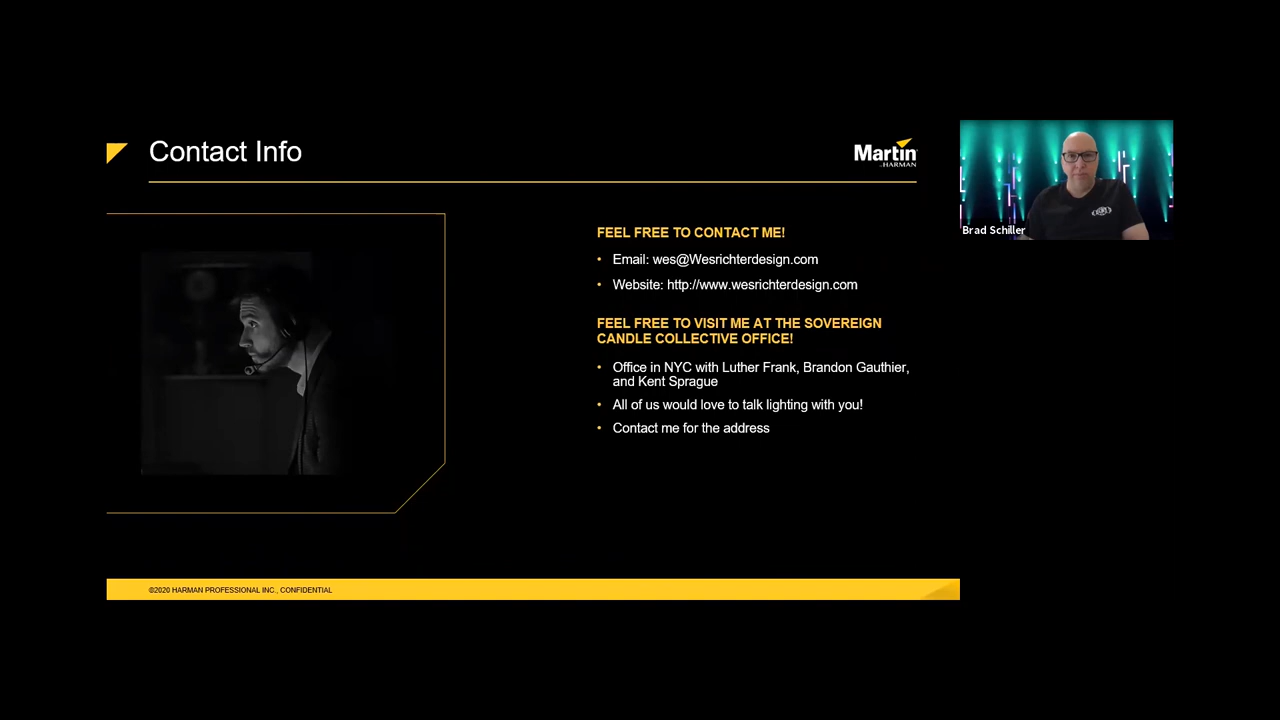 Contact Info
Martin
by HARMAN
FEEL FREE TO CONTACT ME!
• Email: wes@Wesrichterdesign.com
• Website: http://www.wesrichterdesign.com
FEEL FREE TO VISIT ME AT THE SOVEREIGN
CANDLE COLLECTIVE OFFICE!
• Office in NYC with Luther Frank, Brandon Gauthier,
and Kent Sprague
• All of us would love to talk lighting with you!
• Contact me for the address
Brad Schiller
©2020 HARMAN PROFESSIONAL INC., CONFIDENTIAL